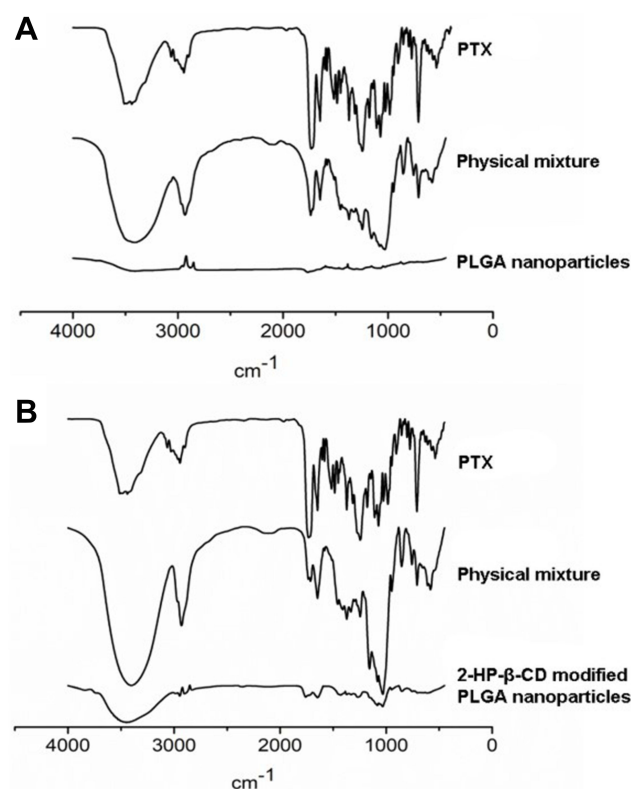 A
PTX
Physical mixture
PLGA nanoparticles
4000 3000 2000 1000 0
cm-1
B
PTX
Physical mixture
2-HP-β-CD modified
PLGA nanoparticles
4000 3000 2000 1000 0
cm-1